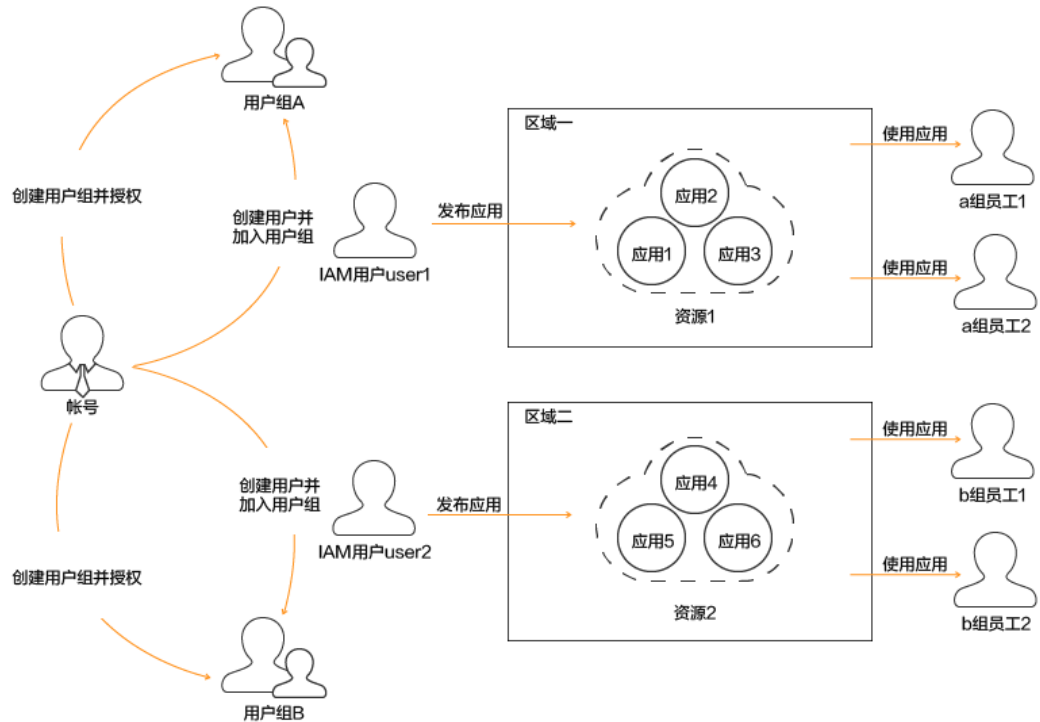 用户组A
创建用户组并授权
创建用户并
加入用户组
IAM用户user1
发布应用
区域一
应用2
应用1
应用3
资源1
使用应用
a组员工1
使用应用
a组员工2
帐号
创建用户并
加入用户组
IAM用户user2
发布应用
区域二
应用4
应用5
应用6
资源2
使用应用
b组员工1
使用应用
b组员工2
创建用户组并授权
用户组B